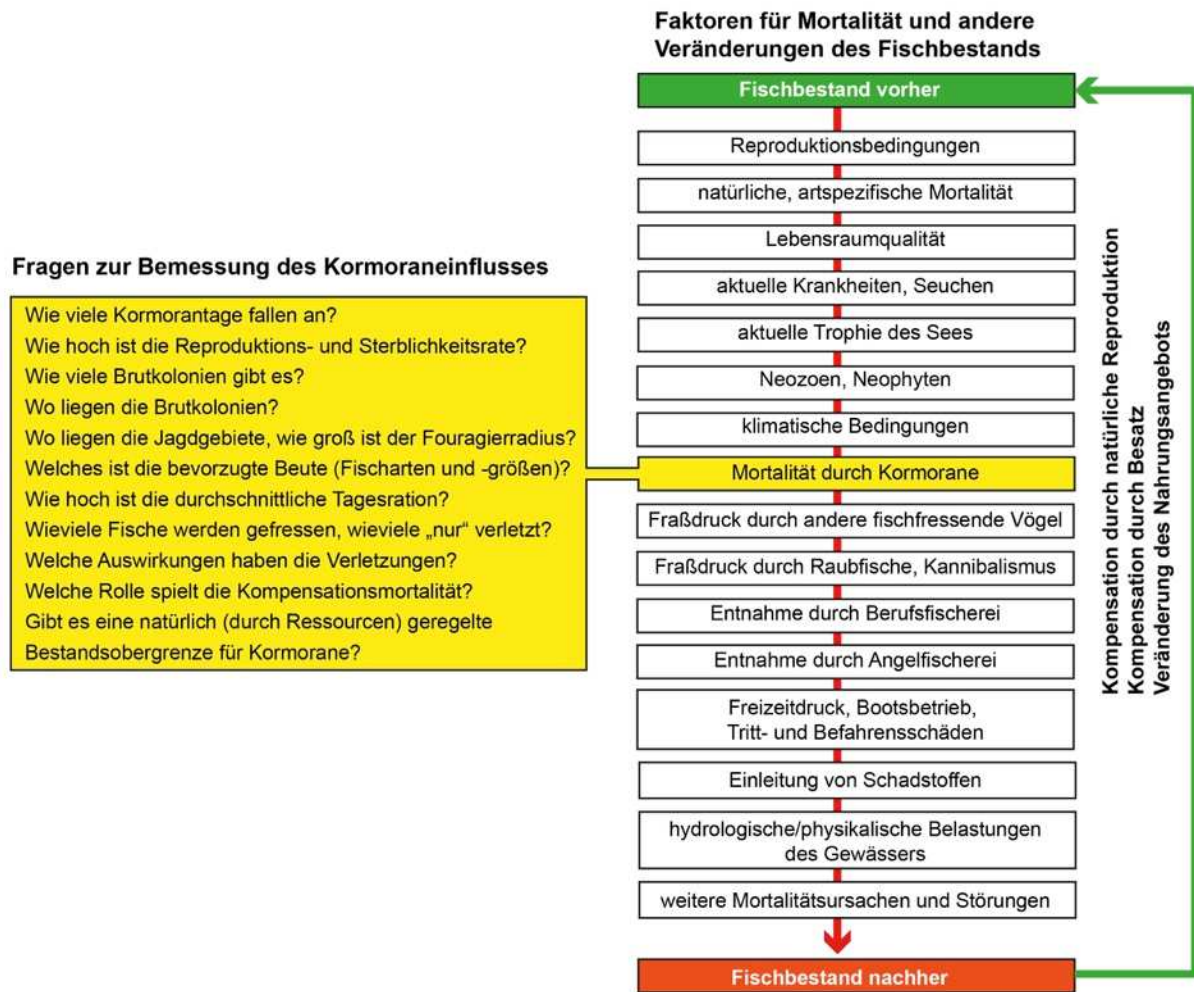 Faktoren für Mortalität und andere
Veränderungen des Fischbestands
Fischbestand vorher
Reproduktionsbedingungen
natürliche, artspezifische Mortalität
Lebensraumqualität
aktuelle Krankheiten, Seuchen
aktuelle Trophie des Sees
Neozoen, Neophyten
klimatische Bedingungen
Mortalität durch Kormorane
Fraßdruck durch andere fischfressende Vögel
Fraßdruck durch Raubfische, Kannibalismus
Entnahme durch Berufsfischerei
Entnahme durch Angelfischerei
Freizeitdruck, Bootsbetrieb,
Tritt- und Befahrensschäden
Einleitung von Schadstoffen
hydrologische/physikalische Belastungen
des Gewässers
weitere Mortalitätsursachen und Störungen
Fischbestand nachher
Fragen zur Bemessung des Kormoraneinflusses
Wie viele Kormorantage fallen an?
Wie hoch ist die Reproduktions- und Sterblichkeitsrate?
Wie viele Brutkolonien gibt es?
Wo liegen die Brutkolonien?
Wo liegen die Jagdgebiete, wie groß ist der Fouragierradius?
Welches ist die bevorzugte Beute (Fischarten und -größen)?
Wie hoch ist die durchschnittliche Tagesration?
Wieviele Fische werden gefressen, wieviele „nur“ verletzt?
Welche Auswirkungen haben die Verletzungen?
Welche Rolle spielt die Kompensationsmortalität?
Gibt es eine natürlich (durch Ressourcen) geregelte
Bestandsobergrenze für Kormorane?
Kompensation durch natürliche Reproduktion
Kompensation durch Besatz
Veränderung des Nahrungsangebots